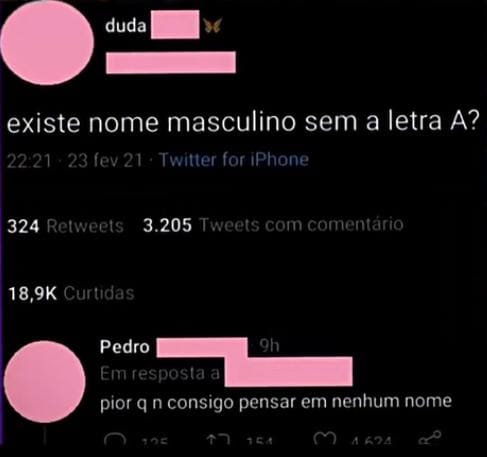 duda
existe nome masculino sem a letra A?
22:21 · 23 fev 21 · Twitter for iPhone
324 Retweets 3.205 Tweets com comentário
18,9K Curtidas
Pedro 9h
Em resposta a
pior q n consigo pensar em nenhum nome
125 154 4.624